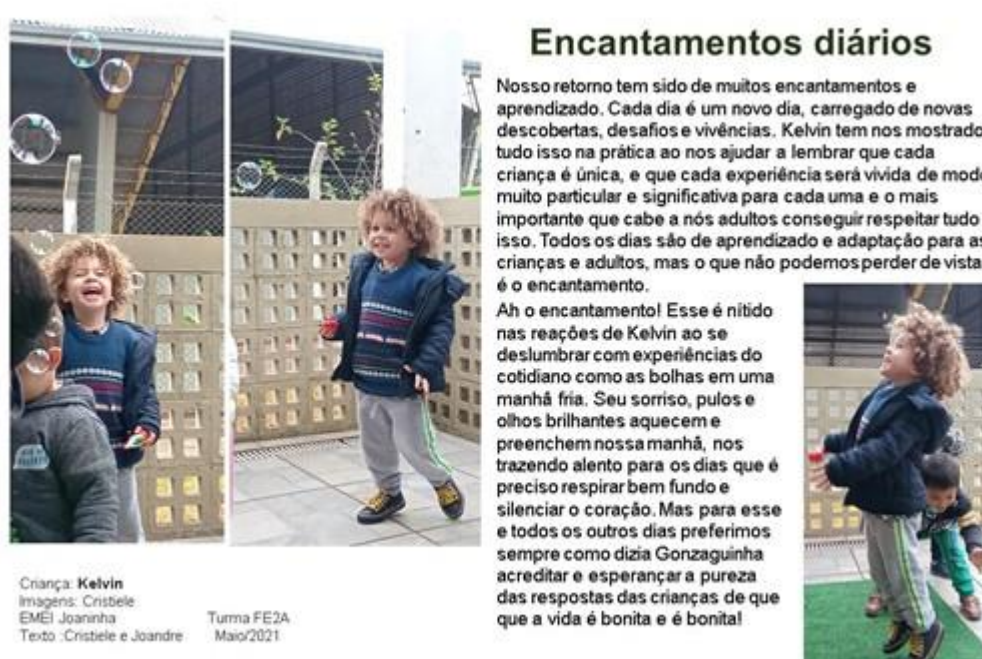 Encantamentos diários
Nosso retorno tem sido de muitos encantamentos e
aprendizado. Cada dia é um novo dia, carregado de novas
descobertas, desafios e vivências. Kelvin tem nos mostrado
tudo isso na prática ao nos ajudar a lembrar que cada
criança é única, e que cada experiência será vivida de modo
muito particular e significativa para cada uma e o mais
importante que cabe a nós adultos conseguir respeitar tudo
isso. Todos os dias são de aprendizado e adaptação para as
crianças e adultos, mas o que não podemos perder de vista
é o encantamento.
Ah o encantamento! Esse é nítido
nas reações de Kelvin ao se
deslumbrar com experiências do
cotidiano como as bolhas em uma
manhã fria. Seu sorriso, pulos e
olhos brilhantes aquecem e
preenchem nossa manhã, nos
trazendo alento para os dias que é
preciso respirar bem fundo e
silenciar o coração. Mas para esse
e todos os outros dias preferimos
sempre como dizia Gonzaguinha
acreditar e esperançar a pureza
das respostas das crianças de que
que a vida é bonita e é bonita!
Criança: Kelvin
Imagens: Cristiele
EMEI Joaninha Turma FE2A
Texto :Cristiele e Joandre Maio/2021